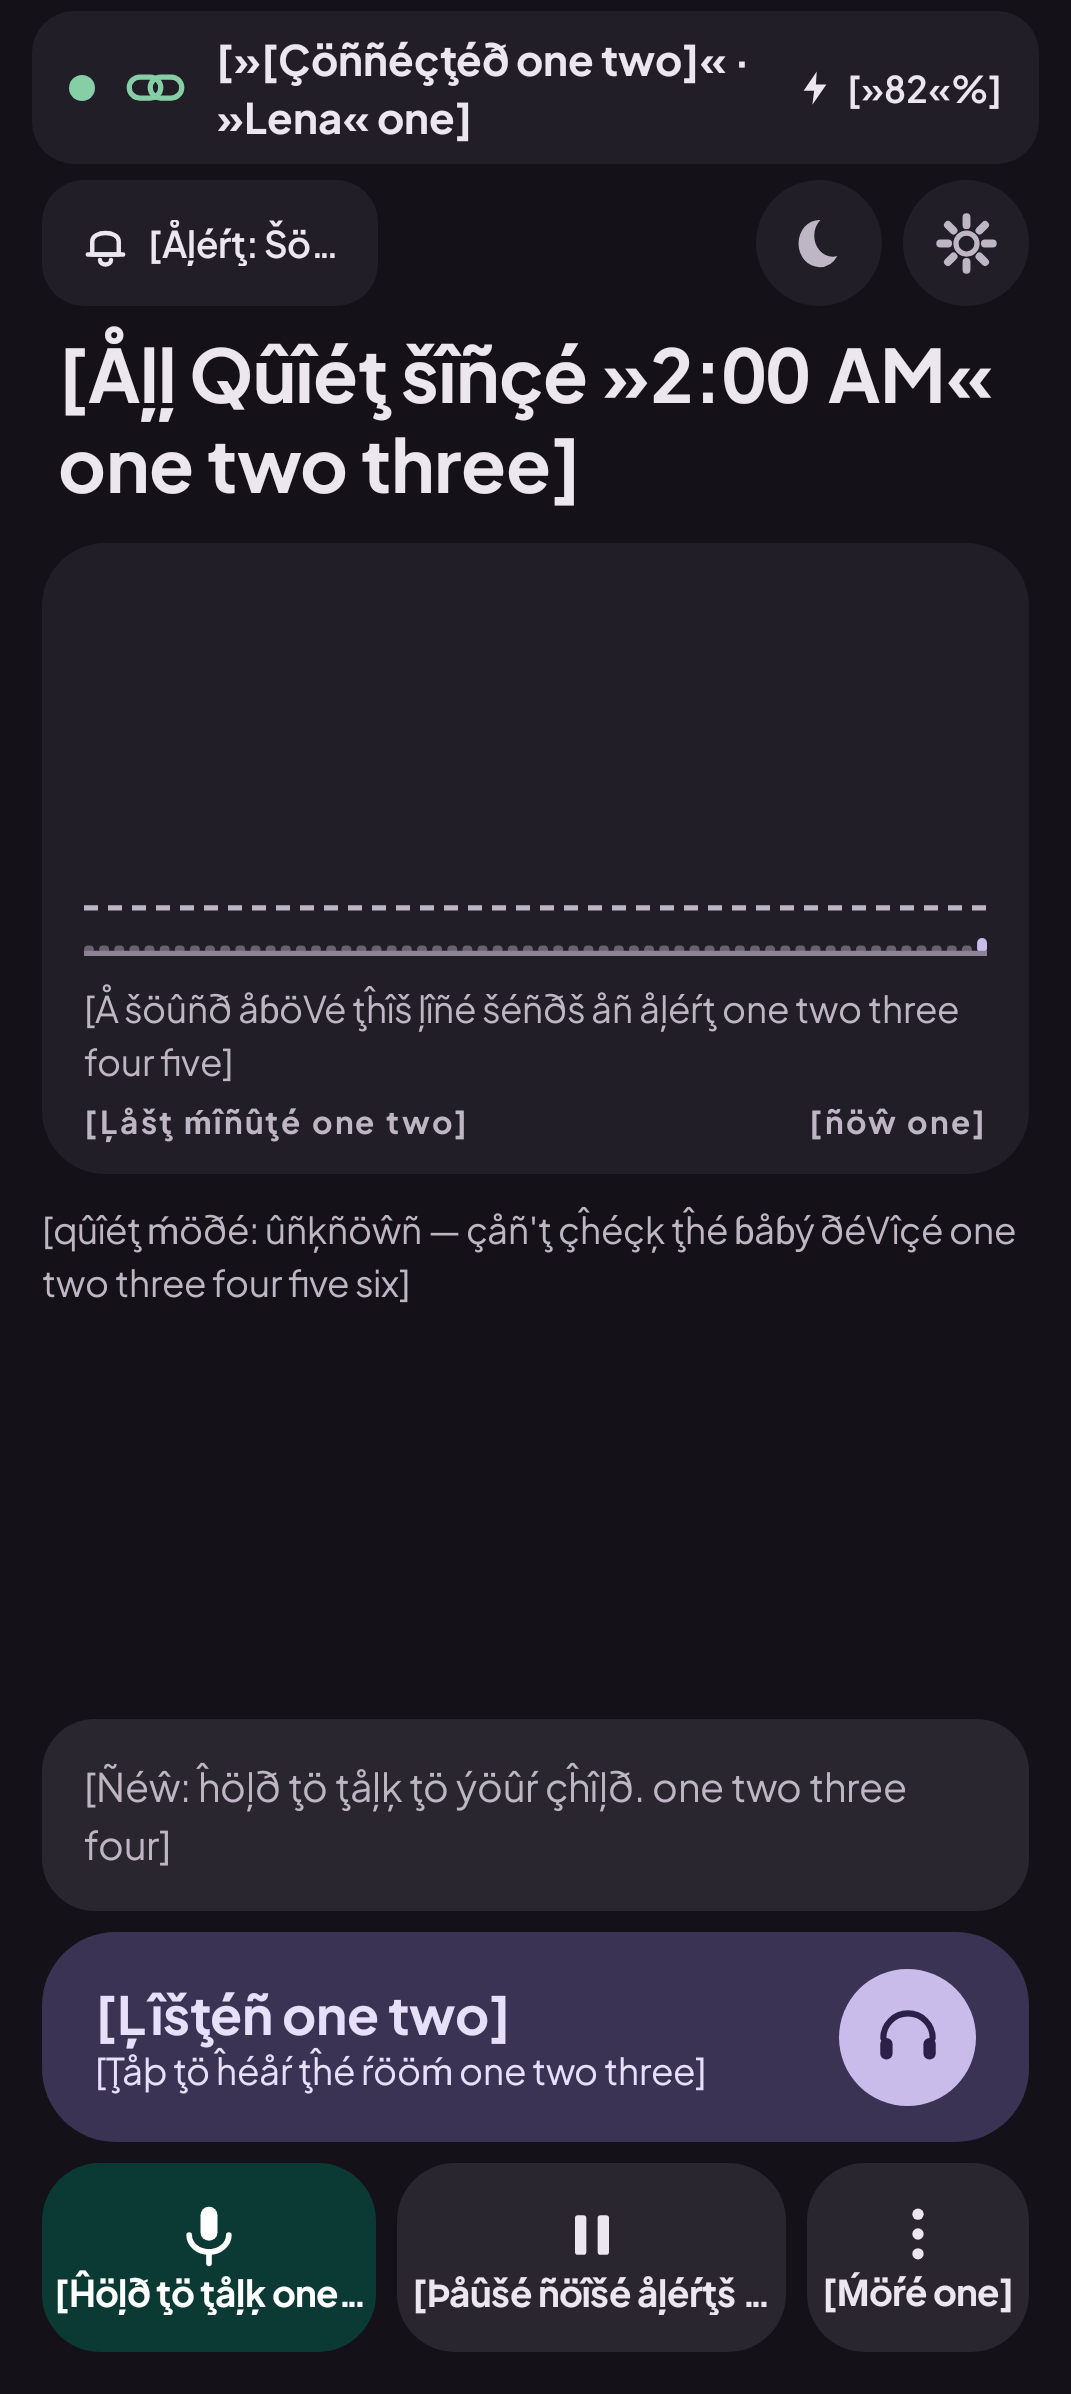 [»[Çöññéçţéð one two]« ·
»Lena« one]
[»82«%]
[Åļéŕţ: Šö…
[Åļļ Qûîéţ šîñçé »2:00 AM«
one two three]
[Å šöûñð åƀöVé ţĥîš ļîñé šéñðš åñ åļéŕţ one two three
four five]
[Ļåšţ ḿîñûţé one two]
[ñöŵ one]
[qûîéţ ḿöðé: ûñķñöŵñ — çåñ'ţ çĥéçķ ţĥé ƀåƀý ðéVîçé one
two three four five six]
[Ñéŵ: ĥöļð ţö ţåļķ ţö ýöûŕ çĥîļð. one two three
four]
[Ļîšţéñ one two]
[Ţåþ ţö ĥéåŕ ţĥé ŕööḿ one two three]
[Ĥöļð ţö ţåļķ one…
[Þåûšé ñöîšé åļéŕţš …
[Ḿöŕé one]